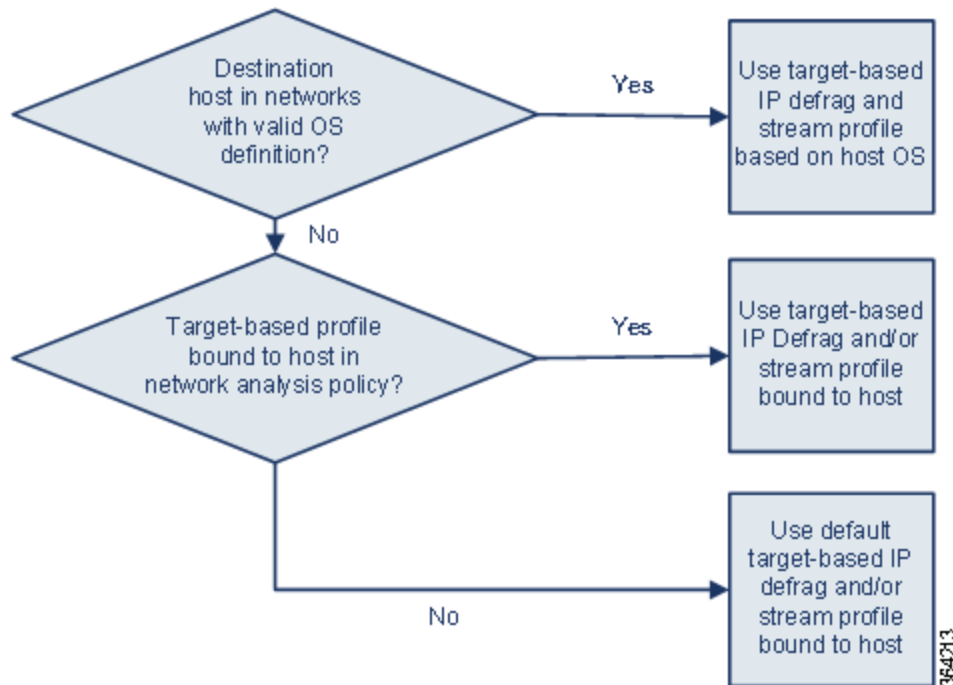 Destination
host in networks
with valid OS
definition?
Yes
Use target-based
IP defrag and
stream profile
based on host OS
No
Target-based profile
bound to host in
network analysis policy?
Yes
Use target-based
IP Defrag and/or
stream profile
bound to host
No
Use default
target-based IP
defrag and/or
stream profile
bound to host
364213